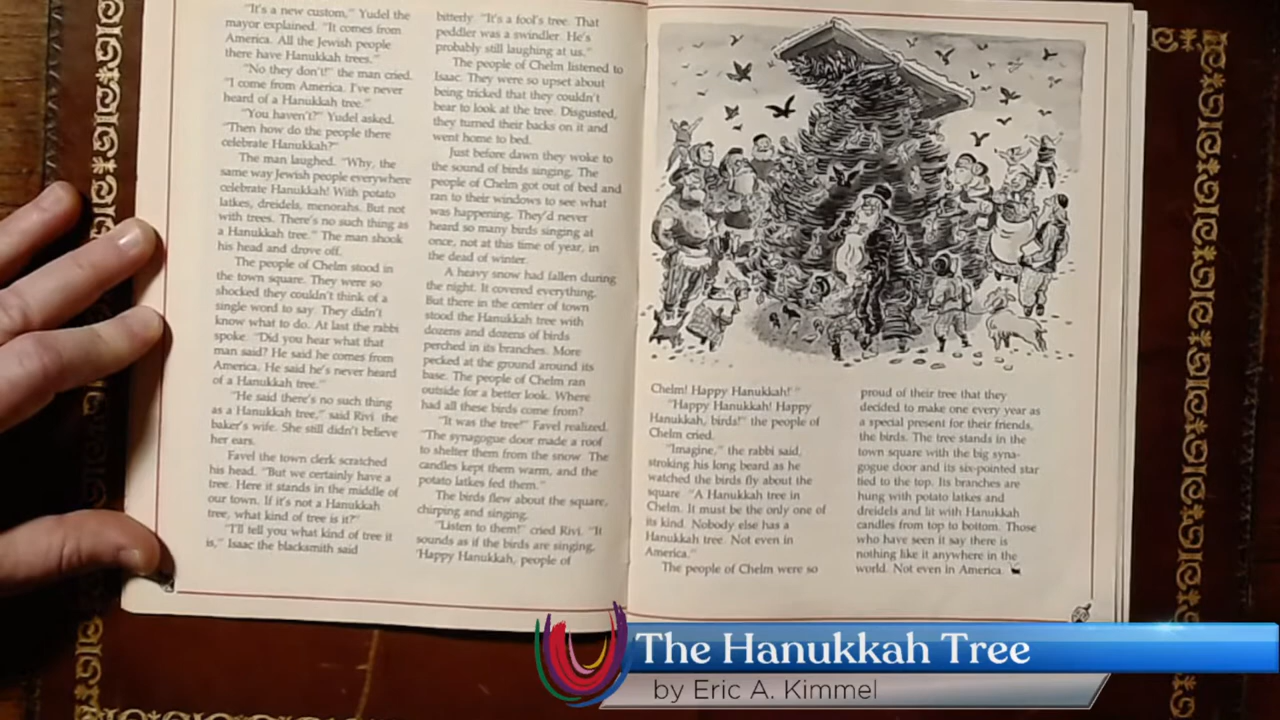 "It's a new custom," Yudel the
mayor explained. "It comes from
America. All the Jewish people
there have Hanukkah trees."
"No they don't!" the man cried.
"I come from America. I've never
heard of a Hanukkah tree."
"You haven't?" Yudel asked.
"Then how do the people there
celebrate Hanukkah?"
The man laughed. "Why, the
same way Jewish people everywhere
celebrate Hanukkah! With potato
latkes, dreidels, menorahs. But not
with trees. There's no such thing as
a Hanukkah tree." The man shook
his head and drove off.
The people of Chelm stood in
the town square. They were so
shocked they couldn't think of a
single word to say. They didn't
know what to do. At last the rabbi
spoke. "Did you hear what that
man said? He said he comes from
America. He said he's never heard
of a Hanukkah tree."
"He said there's no such thing
as a Hanukkah tree," said Rivi the
baker's wife. She still didn't believe
her ears.
Favel the town clerk scratched
his head. "But we certainly have a
tree. Here it stands in the middle of
our town. If it's not a Hanukkah
tree, what kind of tree is it?"
"I'll tell you what kind of tree it
is," Isaac the blacksmith said
bitterly. "It's a fool's tree. That
peddler was a swindler. He's
probably still laughing at us."
The people of Chelm listened to
Isaac. They were so upset about
being tricked that they couldn't
bear to look at the tree. Disgusted,
they turned their backs on it and
went home to bed.
Just before dawn they woke to
the sound of birds singing. The
people of Chelm got out of bed and
ran to their windows to see what
was happening. They'd never
heard so many birds singing at
once, not at this time of year, in
the dead of winter.
A heavy snow had fallen during
the night. It covered everything.
But there in the center of town
stood the Hanukkah tree with
dozens and dozens of birds
perched in its branches. More
pecked at the ground around its
base. The people of Chelm ran
outside for a better look. Where
had all these birds come from?
"It was the tree!" Favel realized.
"The synagogue door made a roof
to shelter them from the snow. The
candles kept them warm, and the
potato latkes fed them."
The birds flew about the square,
chirping and singing.
"Listen to them!" cried Rivi. "It
sounds as if the birds are singing,
'Happy Hanukkah, people of
Chelm! Happy Hanukkah!' "
"Happy Hanukkah! Happy
Hanukkah, birds!" the people of
Chelm cried.
"Imagine," the rabbi said,
stroking his long beard as he
watched the birds fly about the
square. "A Hanukkah tree in
Chelm. It must be the only one of
its kind. Nobody else has a
Hanukkah tree. Not even in
America."
The people of Chelm were so
proud of their tree that they
decided to make one every year as
a special present for their friends,
the birds. The tree stands in the
town square with the big syna-
gogue door and its six-pointed star
tied to the top. Its branches are
hung with potato latkes and
dreidels and lit with Hanukkah
candles from top to bottom. Those
who have seen it say there is
nothing like it anywhere in the
world. Not even in America.
The Hanukkah Tree
by Eric A. Kimmel